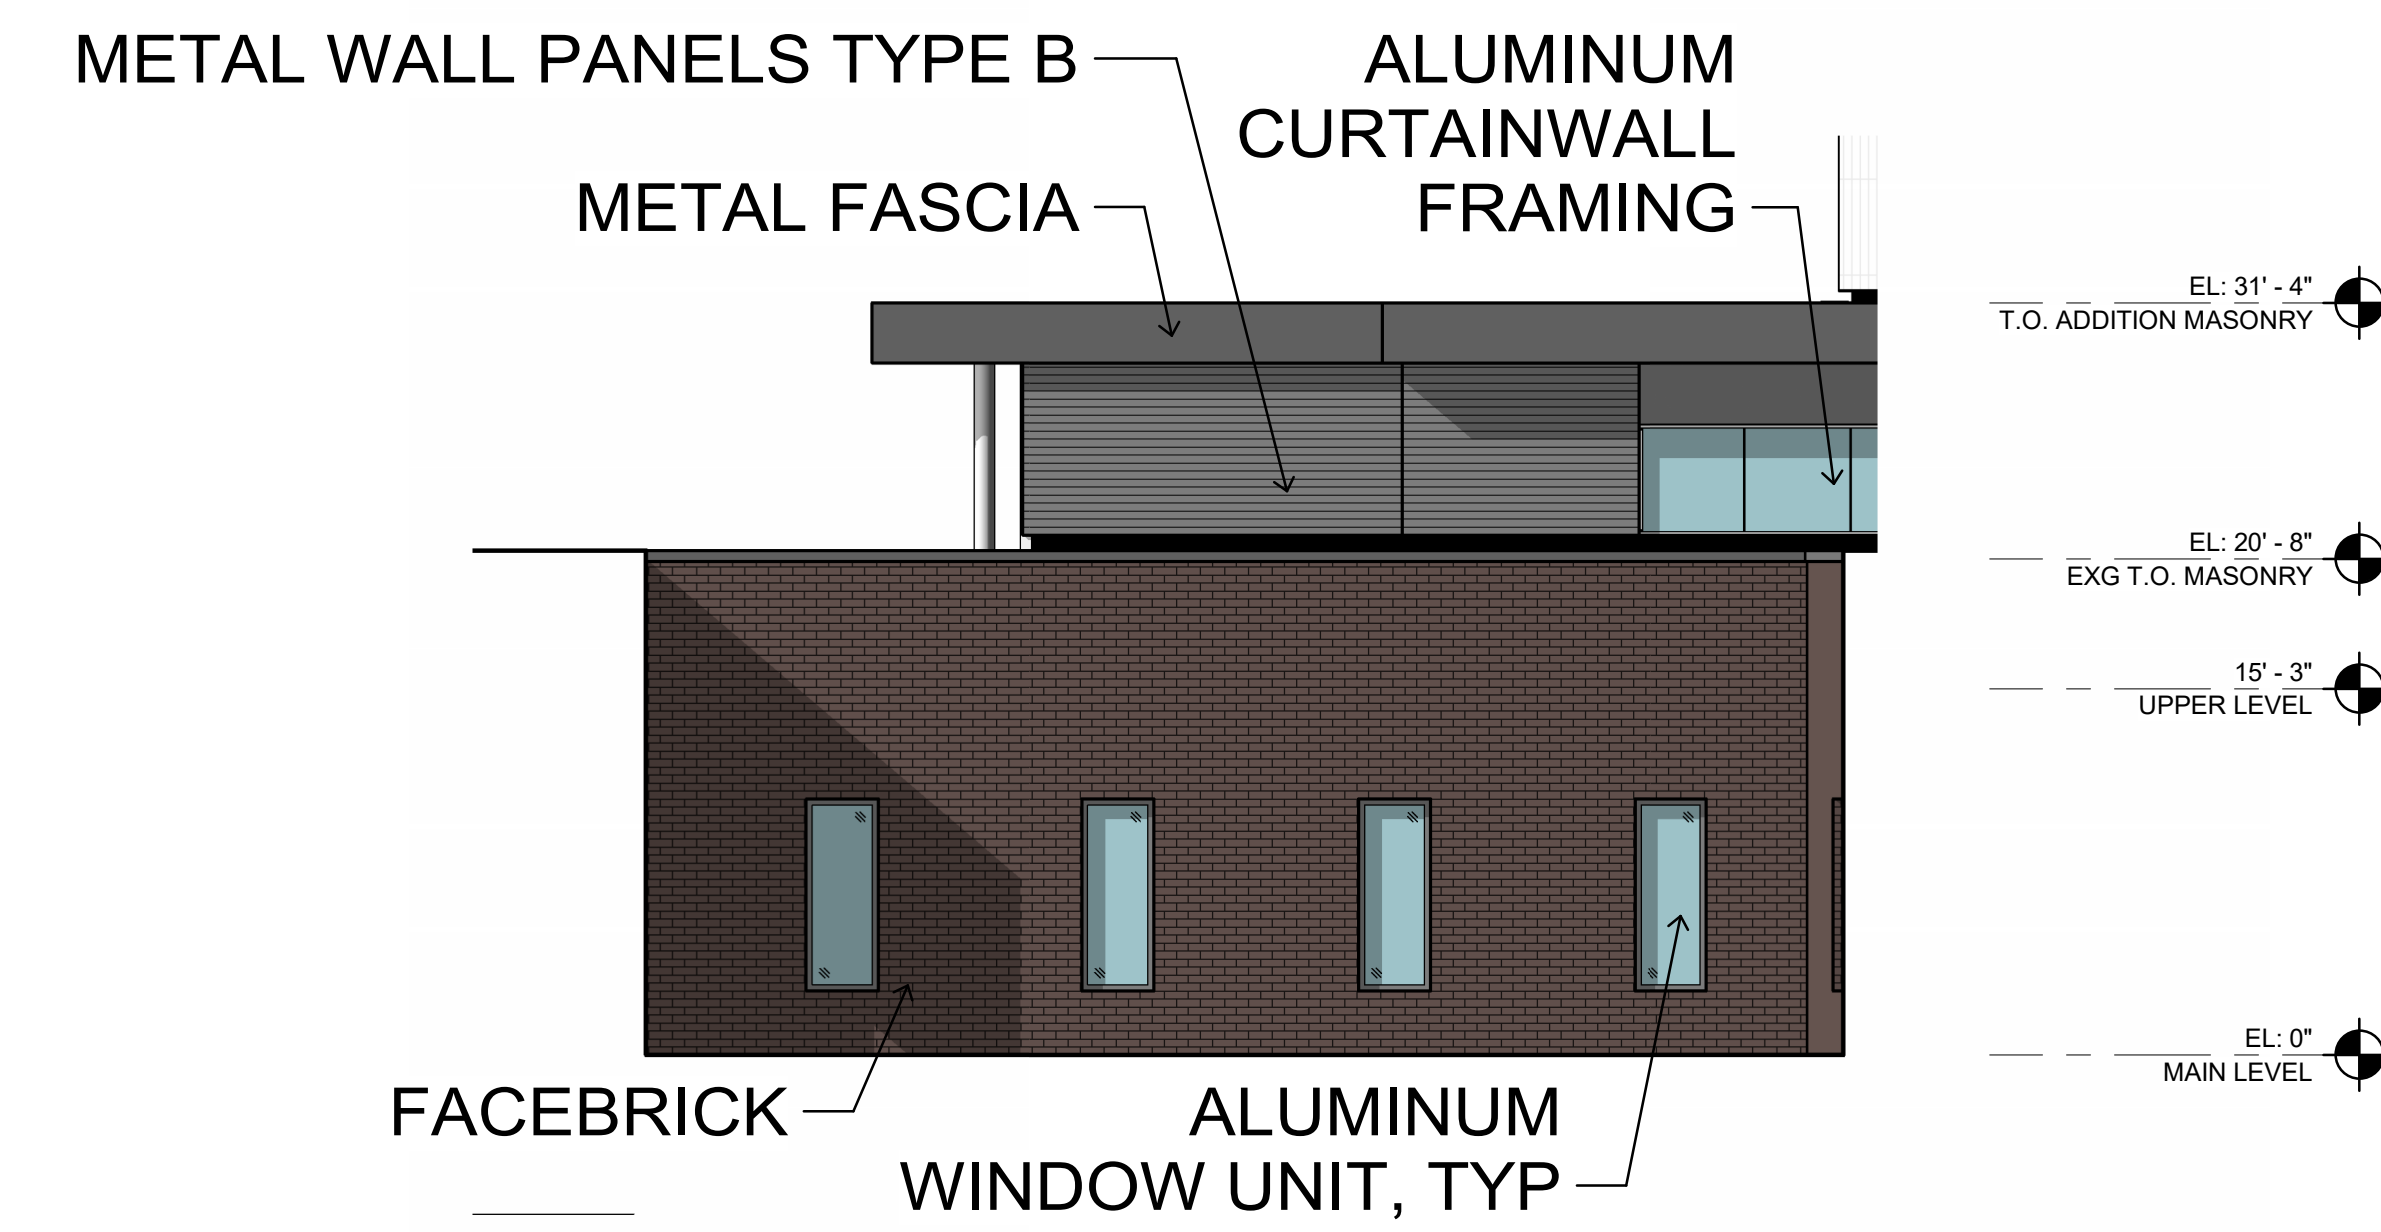 METAL WALL PANELS TYPE B
ALUMINUM
CURTAINWALL
FRAMING
METAL FASCIA
EL: 31' - 4"
T.O. ADDITION MASONRY
EL: 20' - 8"
EXG T.O. MASONRY
15' - 3"
UPPER LEVEL
EL: 0"
MAIN LEVEL
FACEBRICK
ALUMINUM
WINDOW UNIT, TYP